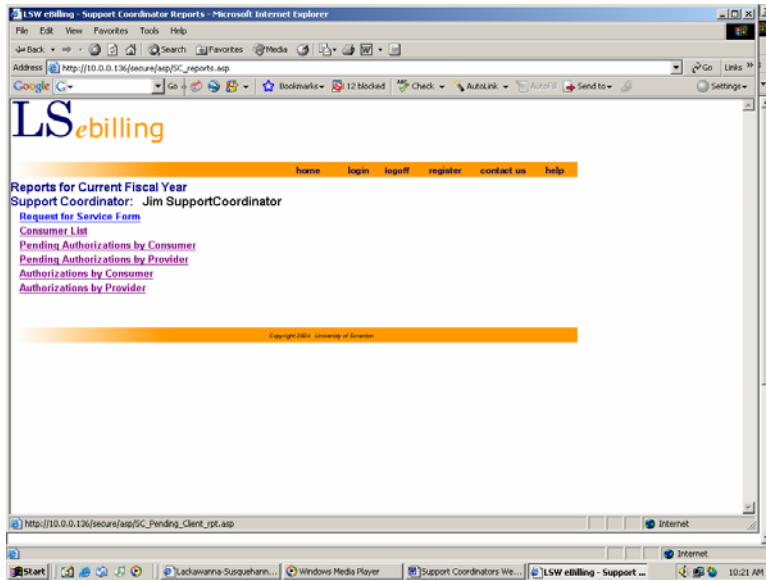 LSW eBilling - Support Coordinator Reports - Microsoft Internet Explorer
File Edit View Favorites Tools Help
Back Search Favorites Media
Address http://10.0.0.136/secure/asp/SC_reports.asp Go Links »
Google G Go Bookmarks 12 blocked Check AutoLink AutoFill Send to Settings
LSebilling
home login logoff register contact us help
Reports for Current Fiscal Year
Support Coordinator: Jim SupportCoordinator
Request for Service Form
Consumer List
Pending Authorizations by Consumer
Pending Authorizations by Provider
Authorizations by Consumer
Authorizations by Provider
Copyright 2004 University of Scranton
http://10.0.0.136/secure/asp/SC_Pending_Client_rpt.asp Internet
Internet
Start Lackawanna-Susquehann... Windows Media Player Support Coordinators We... LSW eBilling - Support ... 10:21 AM